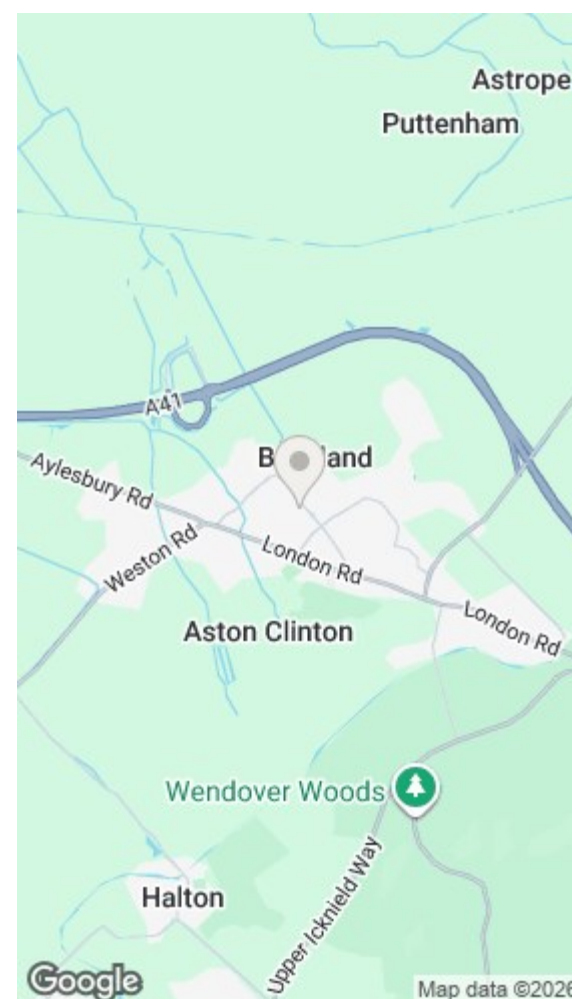 Astrope
Puttenham
A41
Aylesbury Rd
Weston Rd
London Rd
Aston Clinton
London Rd
Wendover Woods
Upper Icknield Way
Halton
Google
Map data ©2026